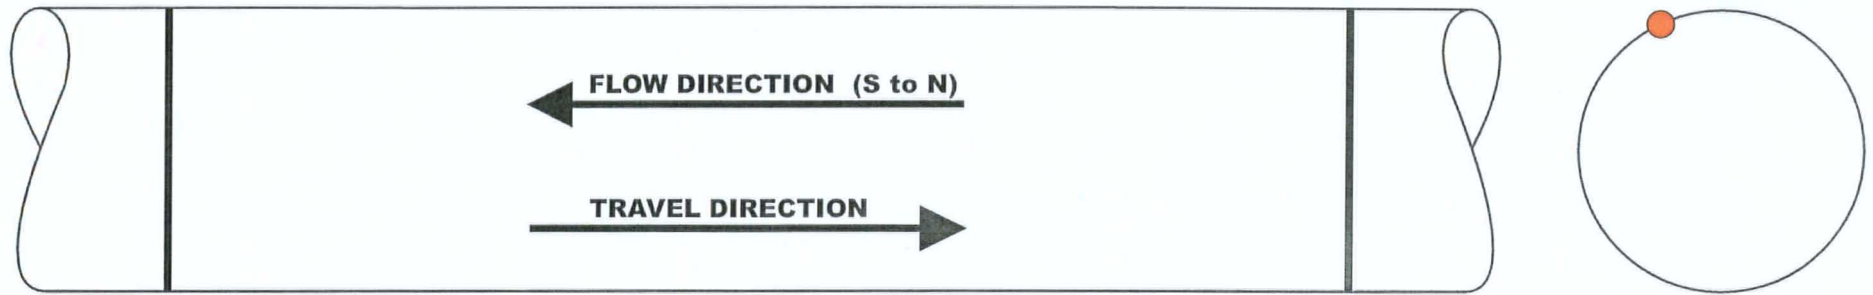 FLOW DIRECTION (S to N)
TRAVEL DIRECTION